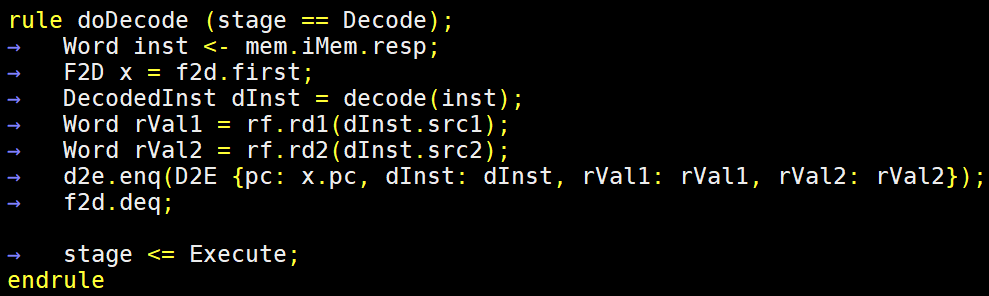 rule doDecode (stage == Decode);
→   Word inst <- mem.iMem.resp;
→   F2D x = f2d.first;
→   DecodedInst dInst = decode(inst);
→   Word rVal1 = rf.rd1(dInst.src1);
→   Word rVal2 = rf.rd2(dInst.src2);
→   d2e.enq(D2E {pc: x.pc, dInst: dInst, rVal1: rVal1, rVal2: rVal2});
→   f2d.deq;

→   stage <= Execute;
endrule